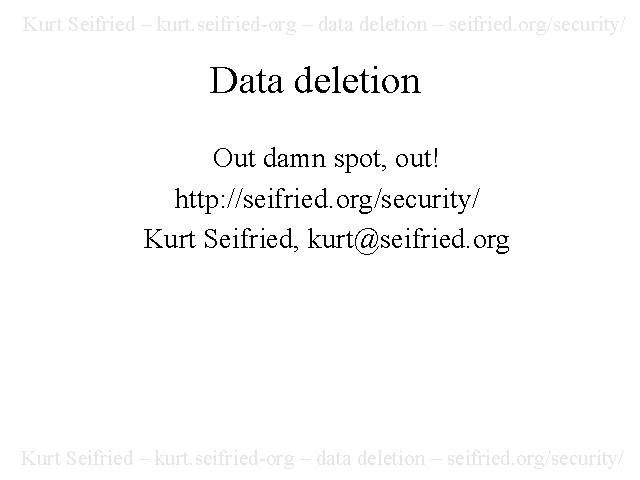 Kurt Seifried – kurt.seifried-org – data deletion – seifried.org/security/
Data deletion
Out damn spot, out!
http://seifried.org/security/
Kurt Seifried, kurt@seifried.org
Kurt Seifried – kurt.seifried-org – data deletion – seifried.org/security/